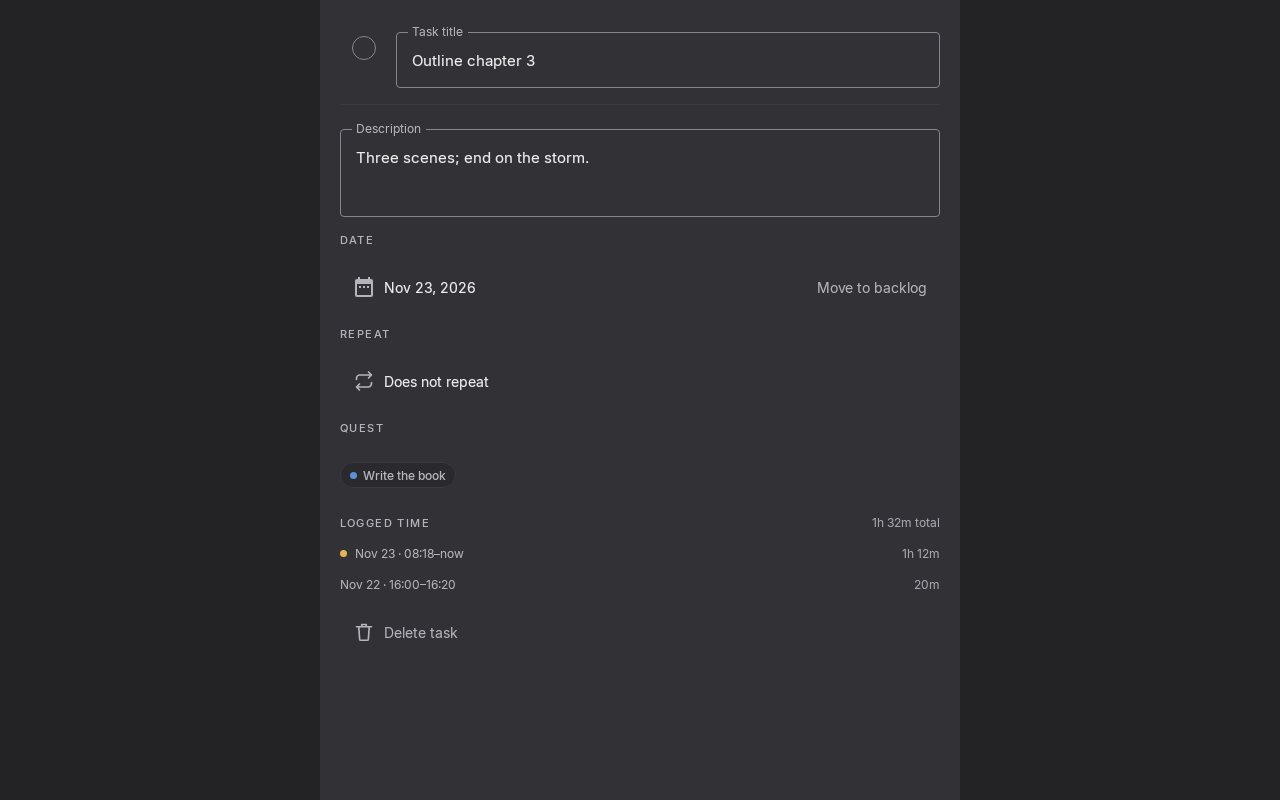 Task title
Outline chapter 3
Description
Three scenes; end on the storm.
DATE
Nov 23, 2026 Move to backlog
REPEAT
Does not repeat
QUEST
Write the book
LOGGED TIME 1h 32m total
Nov 23 · 08:18–now 1h 12m
Nov 22 · 16:00–16:20 20m
Delete task